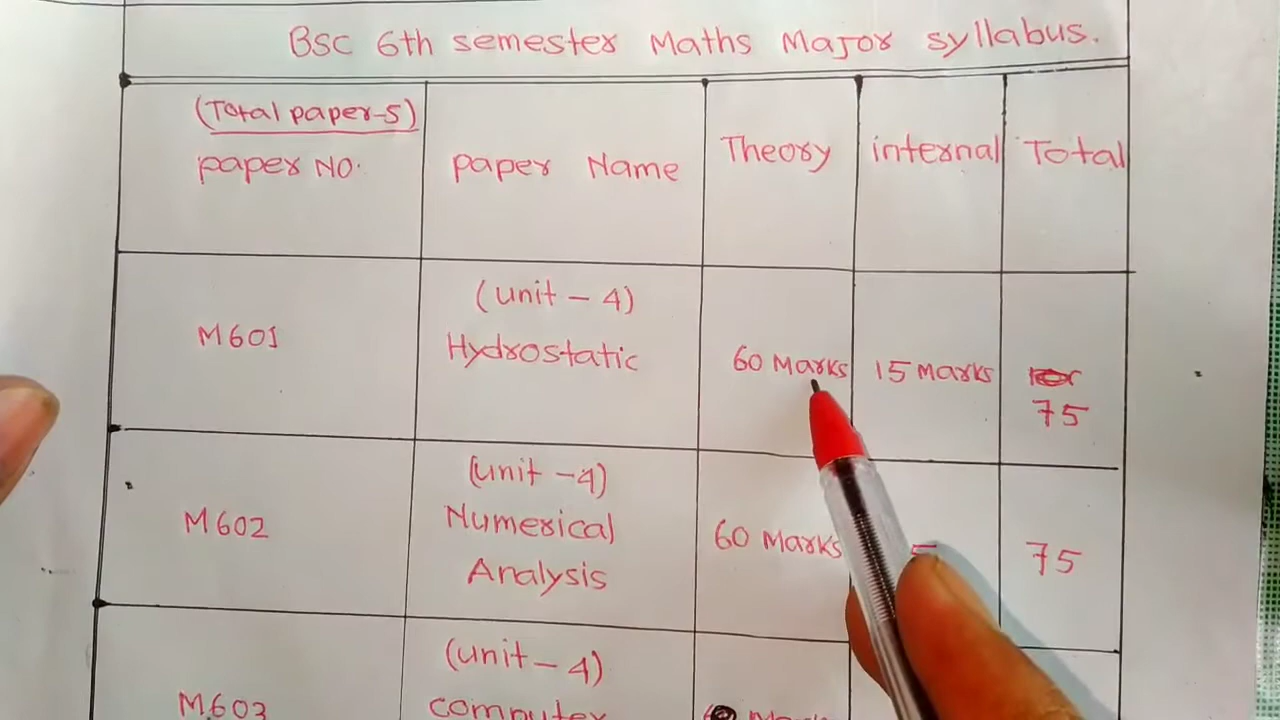 Bsc 6th semester Maths Major syllabus.
(Total paper-5)
paper No.
paper Name
Theory
internal
Total
M601
(unit - 4)
Hydrostatic
60 Marks
15 Marks
75
M602
(unit -4)
Numerical
Analysis
60 Marks
75
M603
(unit - 4)
computer